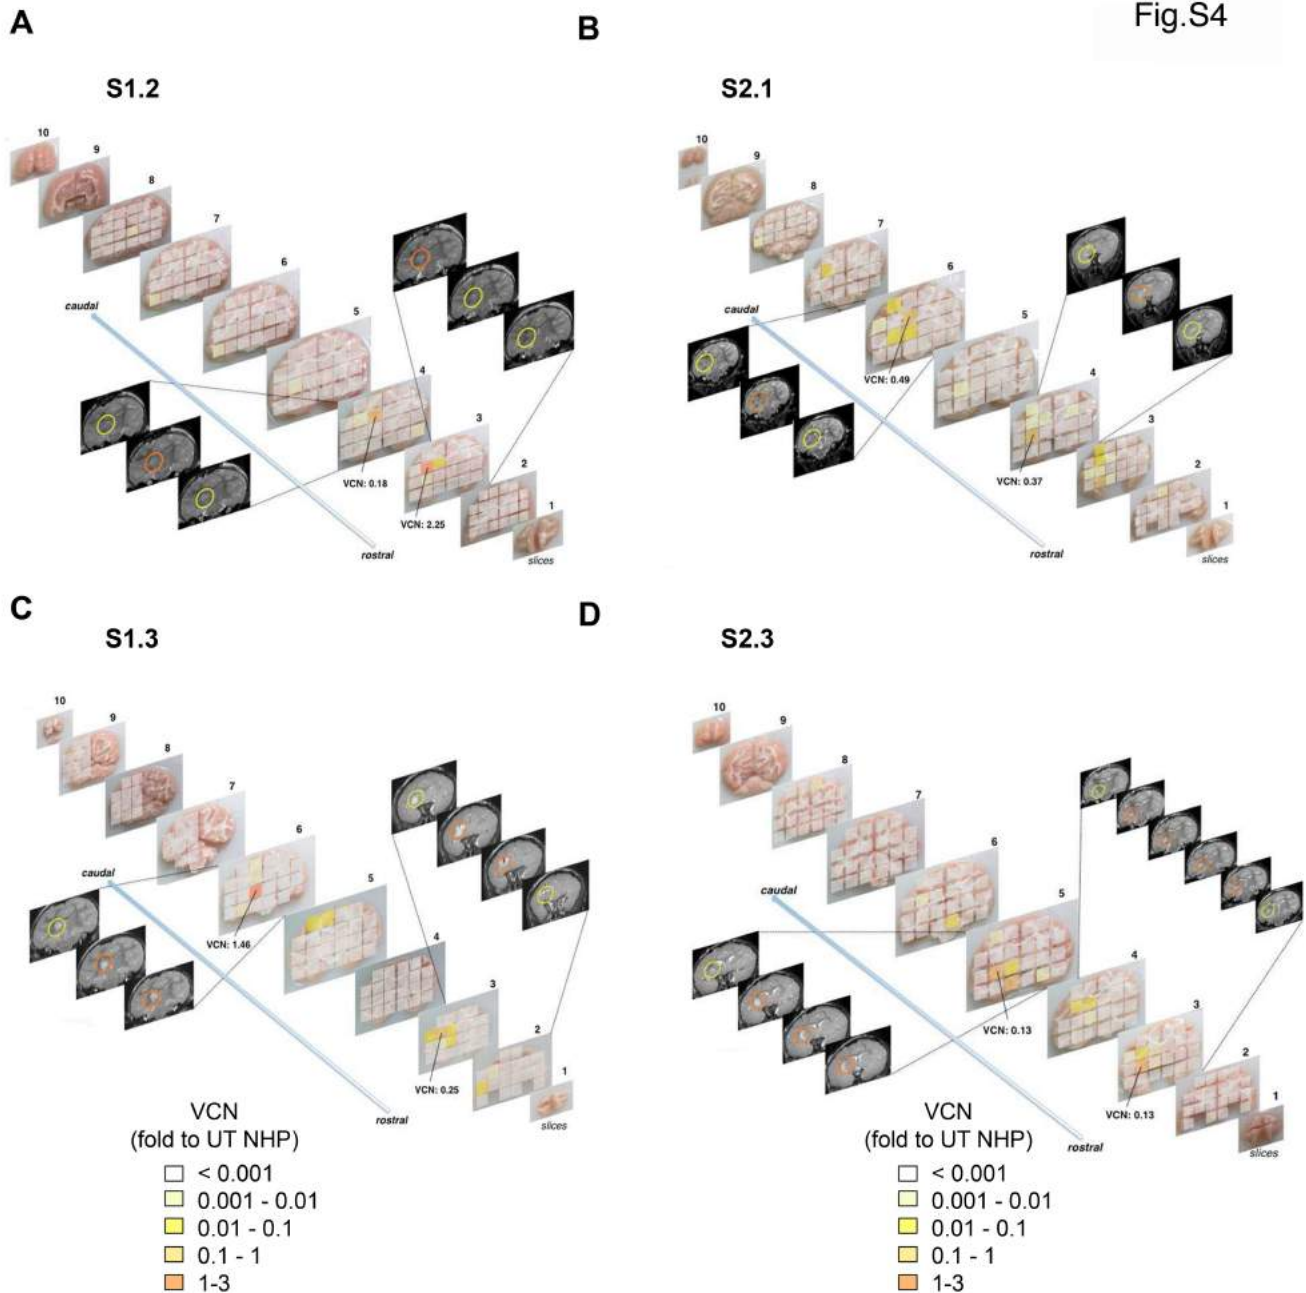 Fig.S4
A
S1.2
10
9
8
7
6
5
4
3
2
1
caudal
VCN: 0.18
VCN: 2.25
rostral
slices
B
S2.1
10
9
8
7
6
5
4
3
2
1
caudal
VCN: 0.49
VCN: 0.37
rostral
slices
C
S1.3
10
9
8
7
6
5
4
3
2
1
caudal
VCN: 1.46
VCN: 0.25
rostral
slices
VCN
(fold to UT NHP)
< 0.001
0.001 - 0.01
0.01 - 0.1
0.1 - 1
1-3
D
S2.3
10
9
8
7
6
5
4
3
2
1
caudal
VCN: 0.13
VCN: 0.13
rostral
slices
VCN
(fold to UT NHP)
< 0.001
0.001 - 0.01
0.01 - 0.1
0.1 - 1
1-3